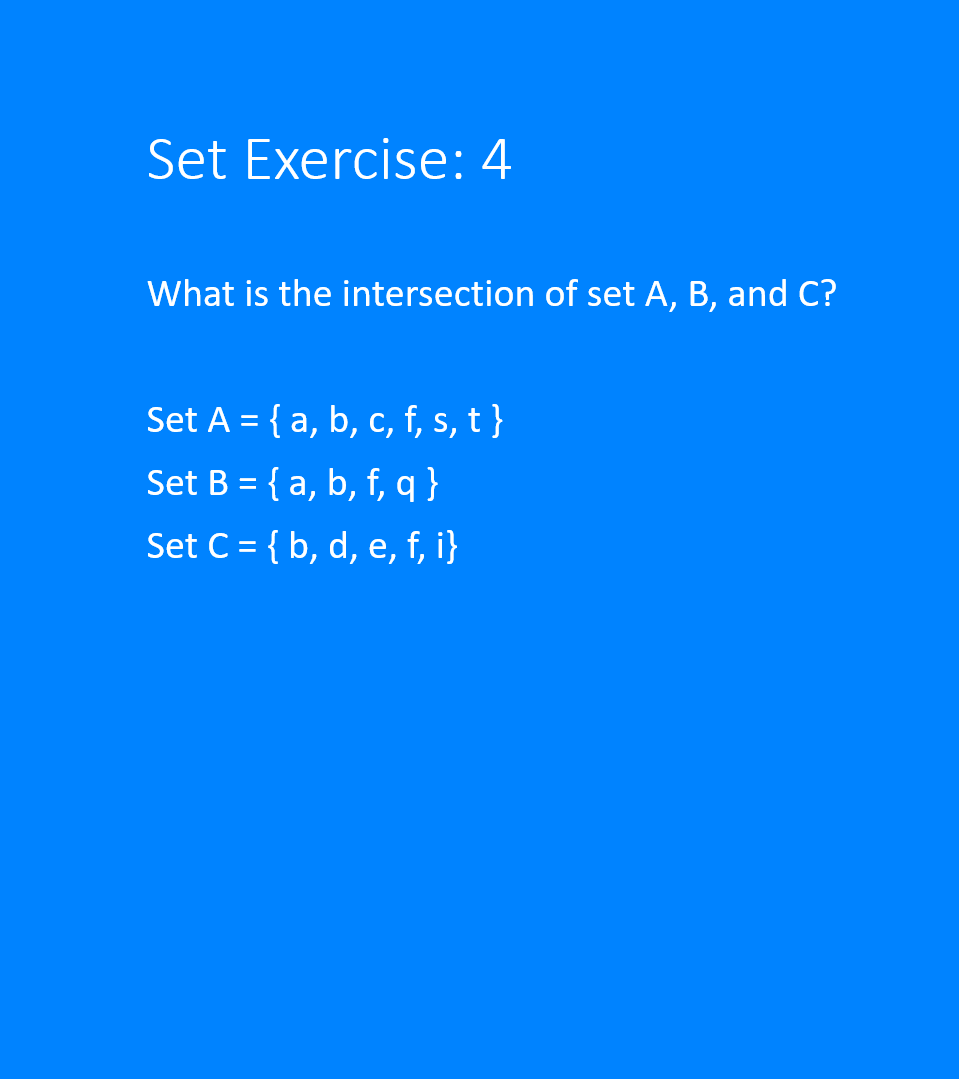 Set Exercise: 4
What is the intersection of set A, B, and C?
Set A = { a, b, c, f, s, t }
Set B = { a, b, f, q }
Set C = { b, d, e, f, i}